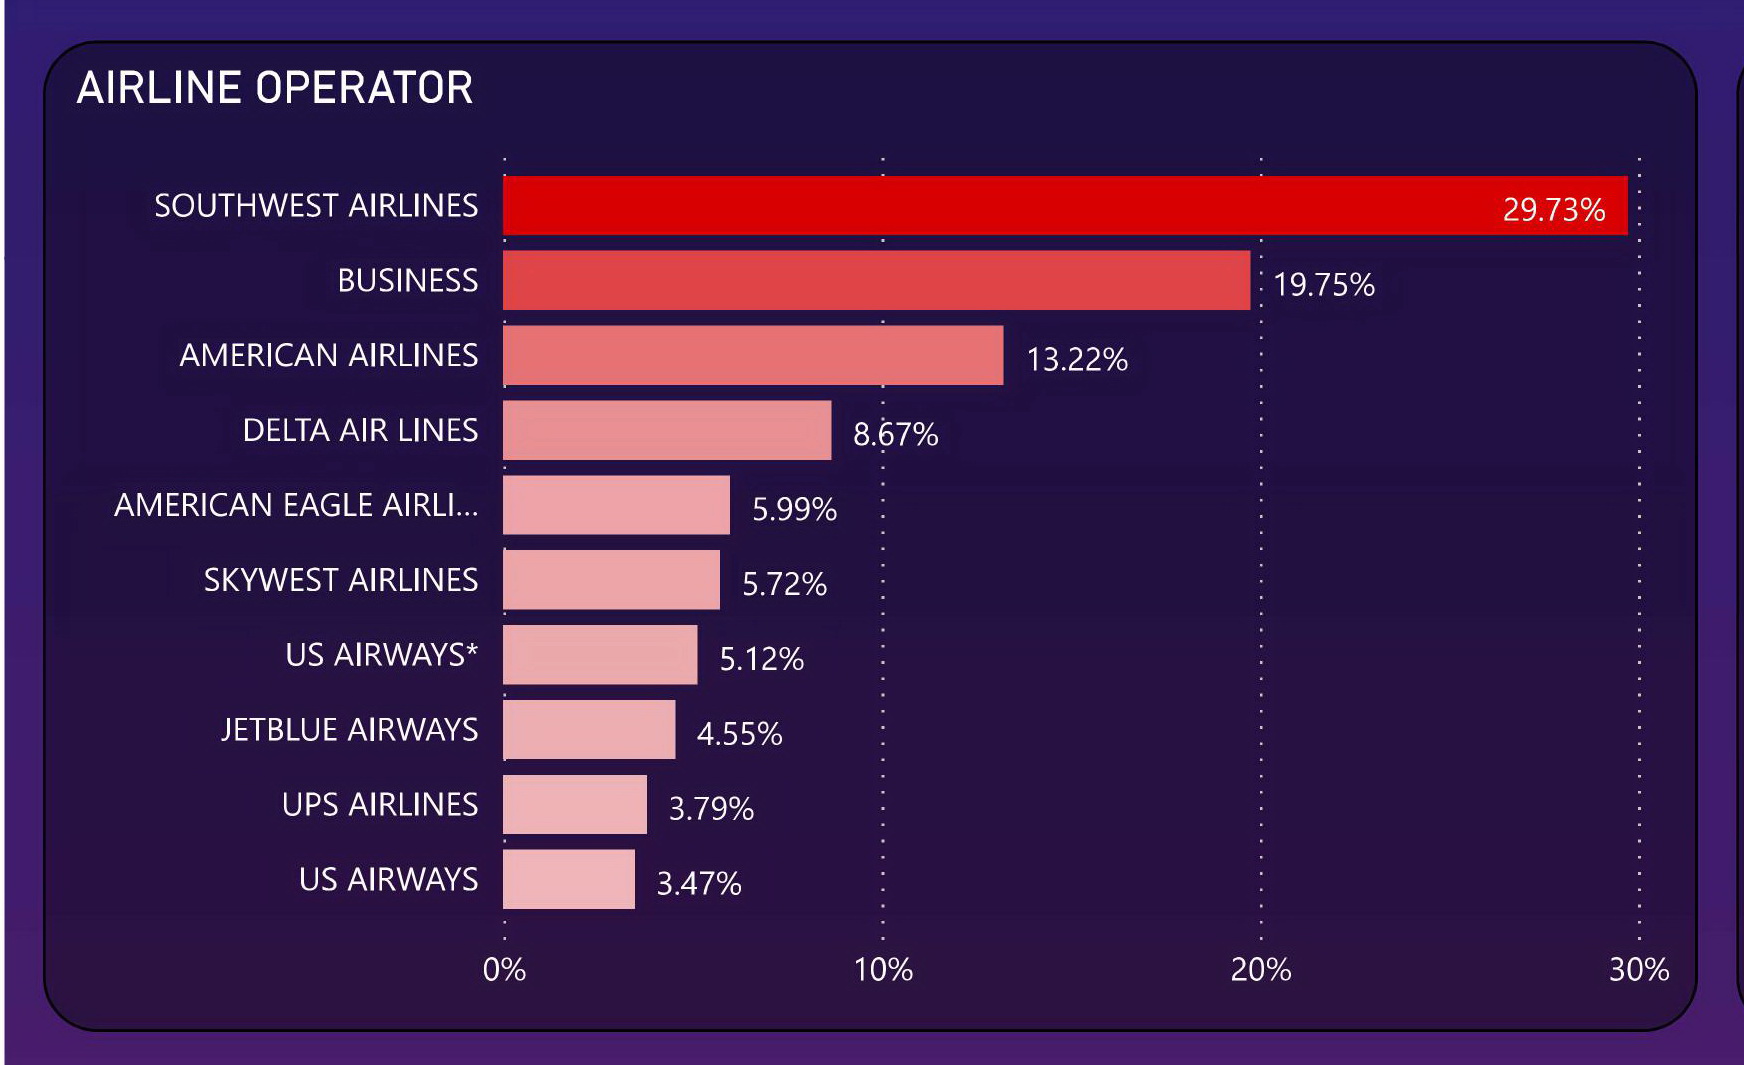 AIRLINE OPERATOR
SOUTHWEST AIRLINES 29.73%
BUSINESS 19.75%
AMERICAN AIRLINES 13.22%
DELTA AIR LINES 8.67%
AMERICAN EAGLE AIRLI... 5.99%
SKYWEST AIRLINES 5.72%
US AIRWAYS* 5.12%
JETBLUE AIRWAYS 4.55%
UPS AIRLINES 3.79%
US AIRWAYS 3.47%
0% 10% 20% 30%